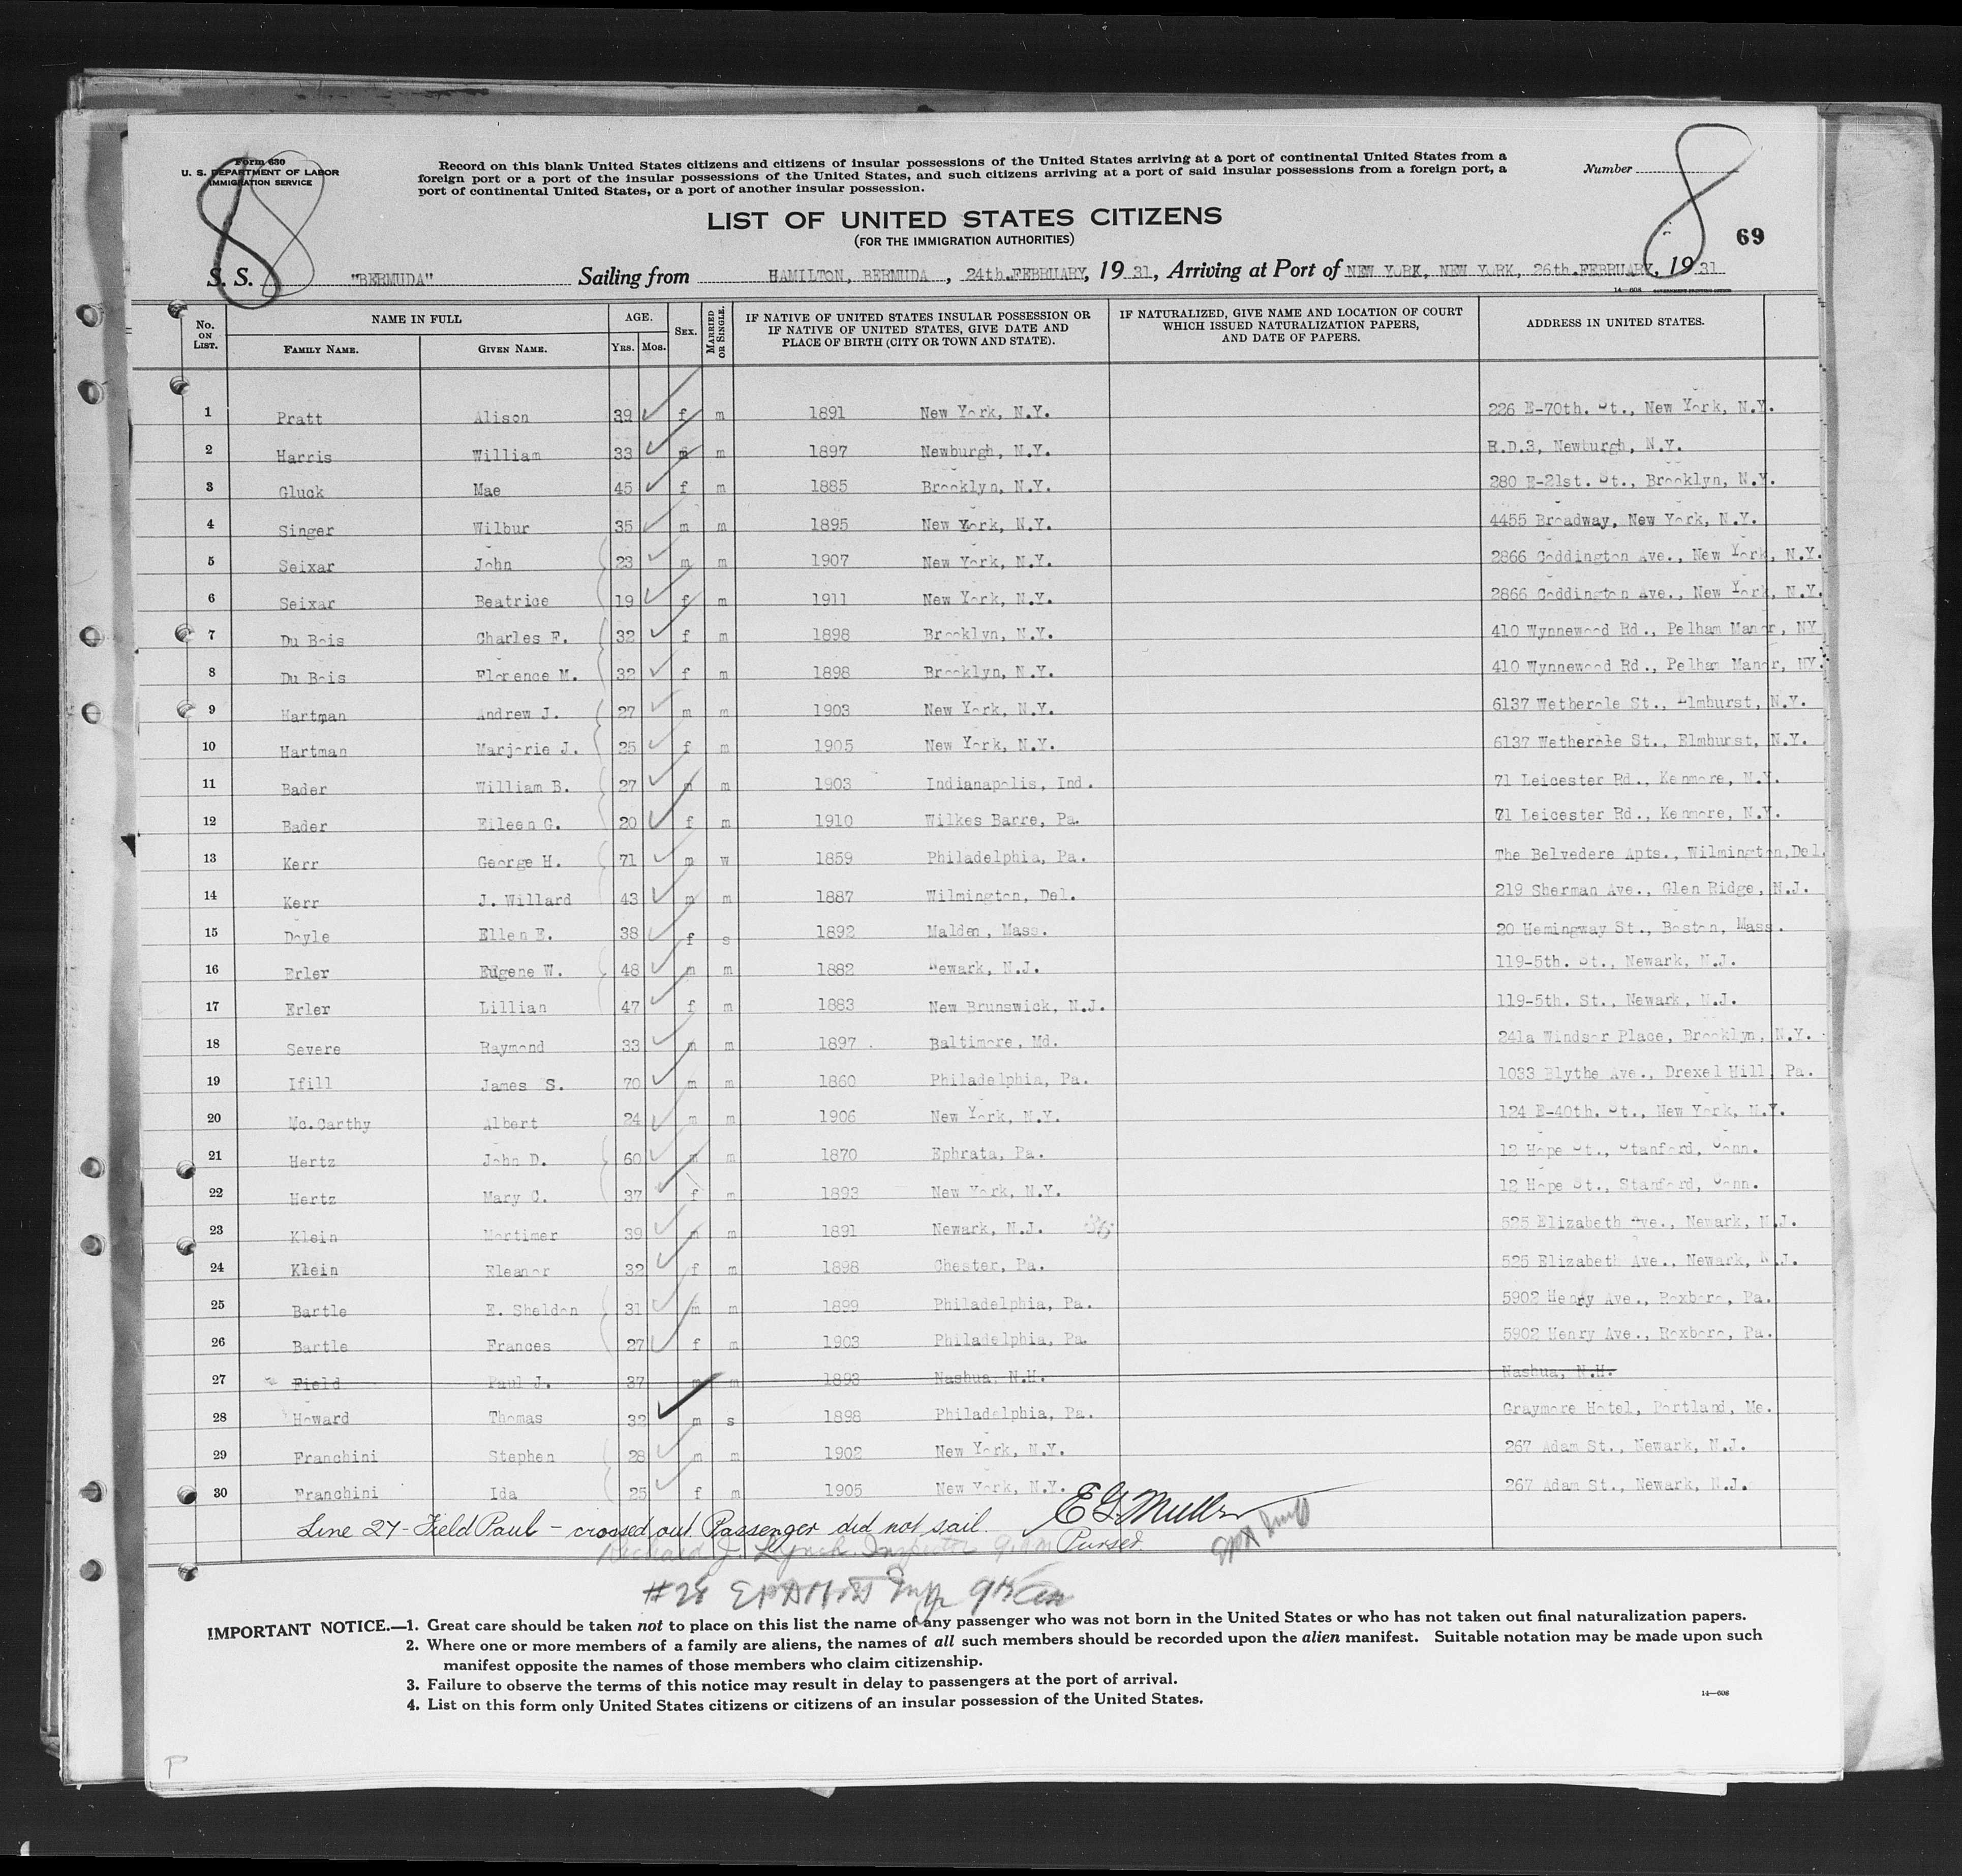 Form 630
U. S. DEPARTMENT OF LABOR
IMMIGRATION SERVICE
8
Record on this blank United States citizens and citizens of insular possessions of the United States arriving at a port of continental United States from a
foreign port or a port of the insular possessions of the United States, and such citizens arriving at a port of said insular possessions from a foreign port, a
port of continental United States, or a port of another insular possession.
Number
8
69
LIST OF UNITED STATES CITIZENS
(FOR THE IMMIGRATION AUTHORITIES)
S. S. "BERMUDA" Sailing from HAMILTON, BERMUDA, 24th.FEBRUARY, 1931, Arriving at Port of NEW YORK, NEW YORK, 26th.FEBRUARY, 1931
14—608 GOVERNMENT PRINTING OFFICE
No. ON LIST. NAME IN FULL FAMILY NAME. GIVEN NAME. AGE. Yrs. Mos. SEX. MARRIED OR SINGLE. IF NATIVE OF UNITED STATES INSULAR POSSESSION OR IF NATIVE OF UNITED STATES, GIVE DATE AND PLACE OF BIRTH (CITY OR TOWN AND STATE). IF NATURALIZED, GIVE NAME AND LOCATION OF COURT WHICH ISSUED NATURALIZATION PAPERS, AND DATE OF PAPERS. ADDRESS IN UNITED STATES.
1 Pratt Alison 39 f m 1891 New York, N.Y. 226 E-70th. St., New York, N.Y.
2 Harris William 33 m m 1897 Newburgh, N.Y. R.D.3, Newburgh, N.Y.
3 Gluck Mae 45 f m 1885 Brooklyn, N.Y. 280 E-21st. St., Brooklyn, N.Y.
4 Singer Wilbur 35 m m 1895 New York, N.Y. 4455 Broadway, New York, N.Y.
5 Seixar John 23 m m 1907 New York, N.Y. 2866 Coddington Ave., New York, N.Y.
6 Seixar Beatrice 19 f m 1911 New York, N.Y. 2866 Coddington Ave., New York, N.Y.
7 Du Bois Charles F. 32 f m 1898 Brooklyn, N.Y. 410 Wynnewood Rd., Pelham Manor, NY
8 Du Bois Florence M. 32 f m 1898 Brooklyn, N.Y. 410 Wynnewood Rd., Pelham Manor, NY.
9 Hartman Andrew J. 27 m m 1903 New York, N.Y. 6137 Wetherole St., Elmhurst, N.Y.
10 Hartman Marjorie J. 25 f m 1905 New York, N.Y. 6137 Wetherole St., Elmhurst, N.Y.
11 Bader William B. 27 m m 1903 Indianapolis, Ind. 71 Leicester Rd., Kenmore, N.Y.
12 Bader Eileen G. 20 f m 1910 Wilkes Barre, Pa. 71 Leicester Rd., Kenmore, N.Y.
13 Kerr George H. 71 m w 1859 Philadelphia, Pa. The Belvedere Apts., Wilmington,Del.
14 Kerr J. Willard 43 m m 1887 Wilmington, Del. 219 Sherman Ave., Glen Ridge, N.J.
15 Doyle Ellen E. 38 f s 1892 Malden, Mass. 20 Hemingway St., Boston, Mass.
16 Erler Eugene W. 48 m m 1882 Newark, N.J. 119-5th. St., Newark, N.J.
17 Erler Lillian 47 f m 1883 New Brunswick, N.J. 119-5th. St., Newark, N.J.
18 Severe Raymond 33 m m 1897 Baltimore, Md. 241a Windsor Place, Brooklyn, N.Y.
19 Ifill James S. 70 m m 1860 Philadelphia, Pa. 1033 Blythe Ave., Drexel Hill, Pa.
20 Mc.Carthy Albert 24 m m 1906 New York, N.Y. 124 E-40th. St., New York, N.Y.
21 Hertz John D. 60 m m 1870 Ephrata, Pa. 12 Hope St., Stanford, Conn.
22 Hertz Mary C. 37 f m 1893 New York, N.Y. 12 Hope St., Stanford, Conn.
23 Klein Mortimer 39 m m 1891 Newark, N.J. 525 Elizabeth Ave., Newark, N.J.
24 Klein Eleanor 32 f m 1898 Chester, Pa. 525 Elizabeth Ave., Newark, N.J.
25 Bartle E. Sheldon 31 m m 1899 Philadelphia, Pa. 5902 Henry Ave., Roxboro, Pa.
26 Bartle Frances 27 f m 1903 Philadelphia, Pa. 5902 Henry Ave., Roxboro, Pa.
27 Field Paul J. 37 m m 1893 Nashua, N.H. Nashua, N.H.
28 Howard Thomas 32 m s 1898 Philadelphia, Pa. Graymore Hotel, Portland, Me.
29 Franchini Stephen 28 m m 1902 New York, N.Y. 267 Adam St., Newark, N.J.
30 Franchini Ida 25 f m 1905 New York, N.Y. 267 Adam St., Newark, N.J.
Line 27 - Field Paul - crossed out. Passenger did not sail. E G Muller
Richard J. Lynch Inspector Purser.
#28
IMPORTANT NOTICE.—1. Great care should be taken not to place on this list the name of any passenger who was not born in the United States or who has not taken out final naturalization papers.
2. Where one or more members of a family are aliens, the names of all such members should be recorded upon the alien manifest. Suitable notation may be made upon such
manifest opposite the names of those members who claim citizenship.
3. Failure to observe the terms of this notice may result in delay to passengers at the port of arrival.
4. List on this form only United States citizens or citizens of an insular possession of the United States.
14—608
P